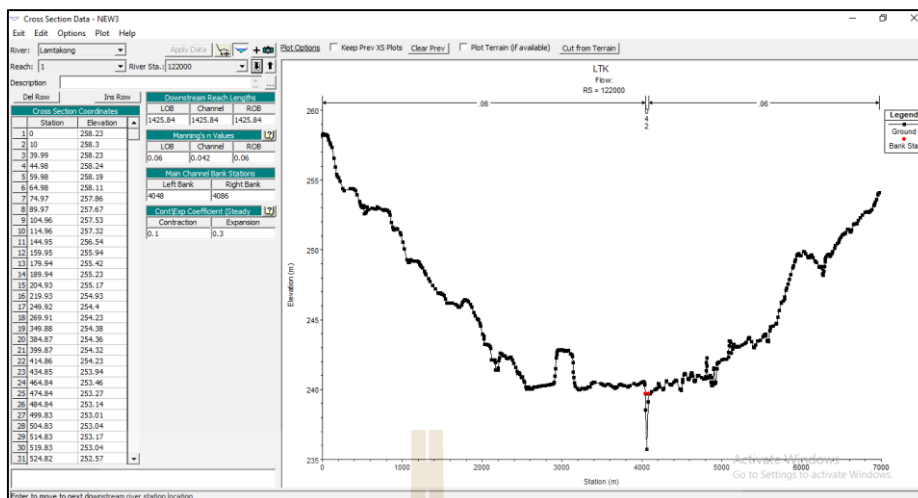 Cross Section Data - NEW3
Exit Edit Options Plot Help
River: Lamtakong Apply Data
Plot Options Keep Prev XS Plots Clear Prev Plot Terrain (if available) Cut from Terrain
Reach: 1 River Sta.: 122000
Description ...
Del Row Ins Row
Cross Section Coordinates
Station Elevation
1 0 258.23
2 10 258.3
3 39.99 258.23
4 44.98 258.24
5 59.98 258.19
6 64.98 258.11
7 74.97 257.86
8 89.97 257.67
9 104.96 257.53
10 114.96 257.32
11 144.95 256.54
12 159.95 255.94
13 179.94 255.42
14 189.94 255.23
15 204.93 255.17
16 219.93 254.93
17 249.92 254.4
18 269.91 254.23
19 349.88 254.38
20 384.87 254.36
21 399.87 254.32
22 414.86 254.23
23 434.85 253.94
24 464.84 253.46
25 474.84 253.27
26 484.84 253.14
27 499.83 253.01
28 504.83 253.04
29 514.83 253.17
30 519.83 253.04
31 524.82 252.57
Downstream Reach Lengths
LOB Channel ROB
1425.84 1425.84 1425.84
Manning's n Values ?
LOB Channel ROB
0.06 0.042 0.06
Main Channel Bank Stations
Left Bank Right Bank
4048 4086
Cont\Exp Coefficient (Steady ?
Contraction Expansion
0.1 0.3
LTK
Flow:
RS = 122000
.06
0
4
2
.06
Legend
Ground
Bank Sta
Elevation (m)
260
255
250
245
240
235
0 1000 2000 3000 4000 5000 6000 7000
Station (m)
Activate Windows
Go to Settings to activate Windows.
Enter to move to next downstream river station location